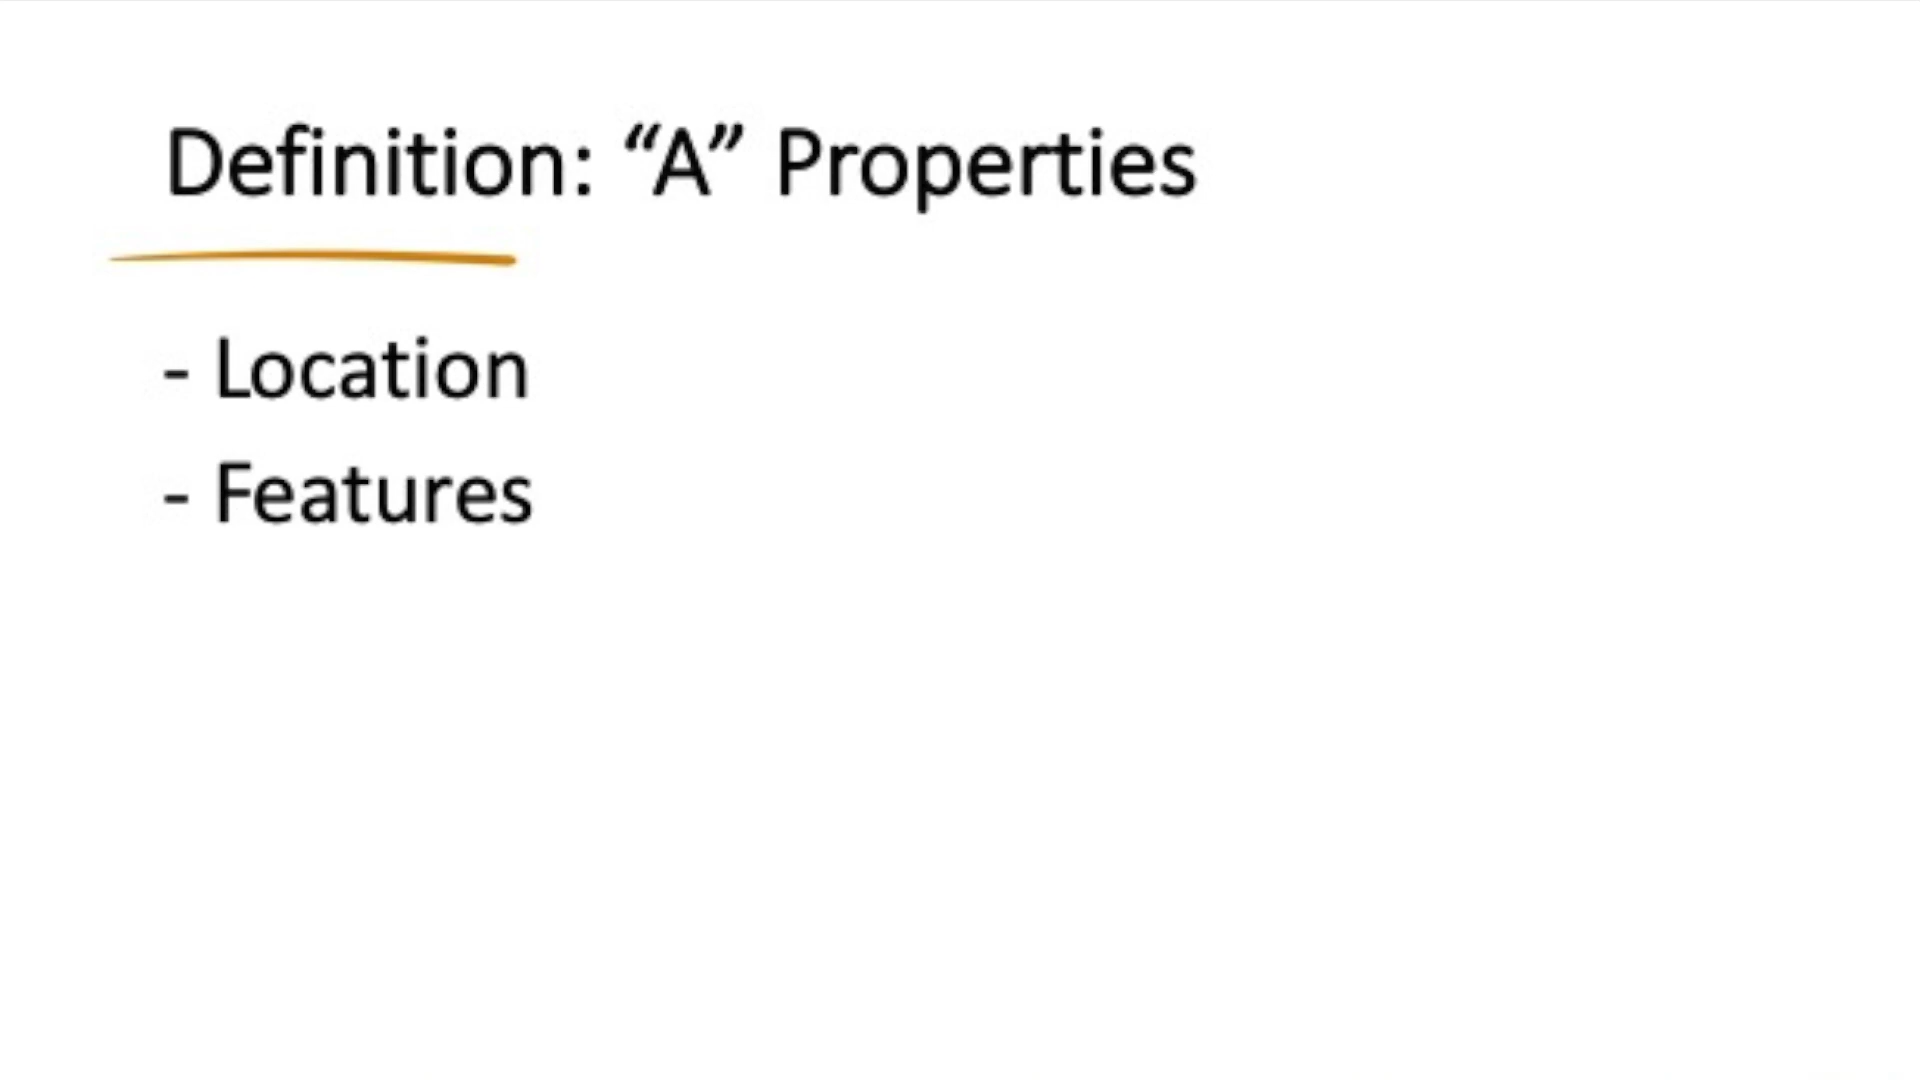 Definition: “A” Properties
- Location
- Features